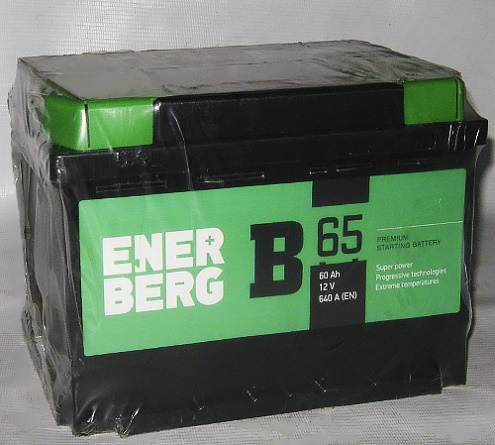 ENER
BERG
B
65
60 Ah
12 V
640 A (EN)
PREMIUM
STARTING BATTERY
Super power
Progressive technologies
Extreme temperatures